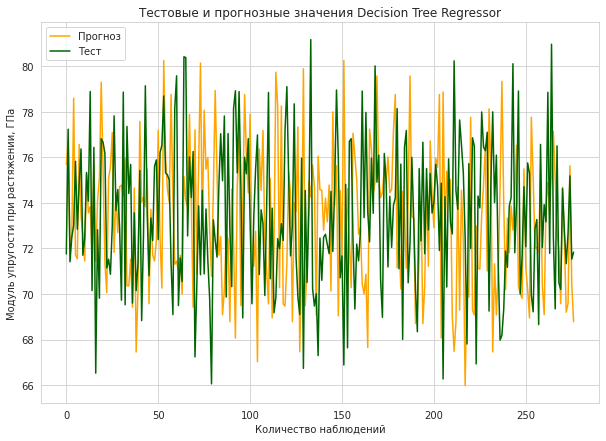 Тестовые и прогнозные значения Decision Tree Regressor
Прогноз
Тест
Модуль упругости при растяжении, ГПа
80
78
76
74
72
70
68
66
0
50
100
150
200
250
Количество наблюдений